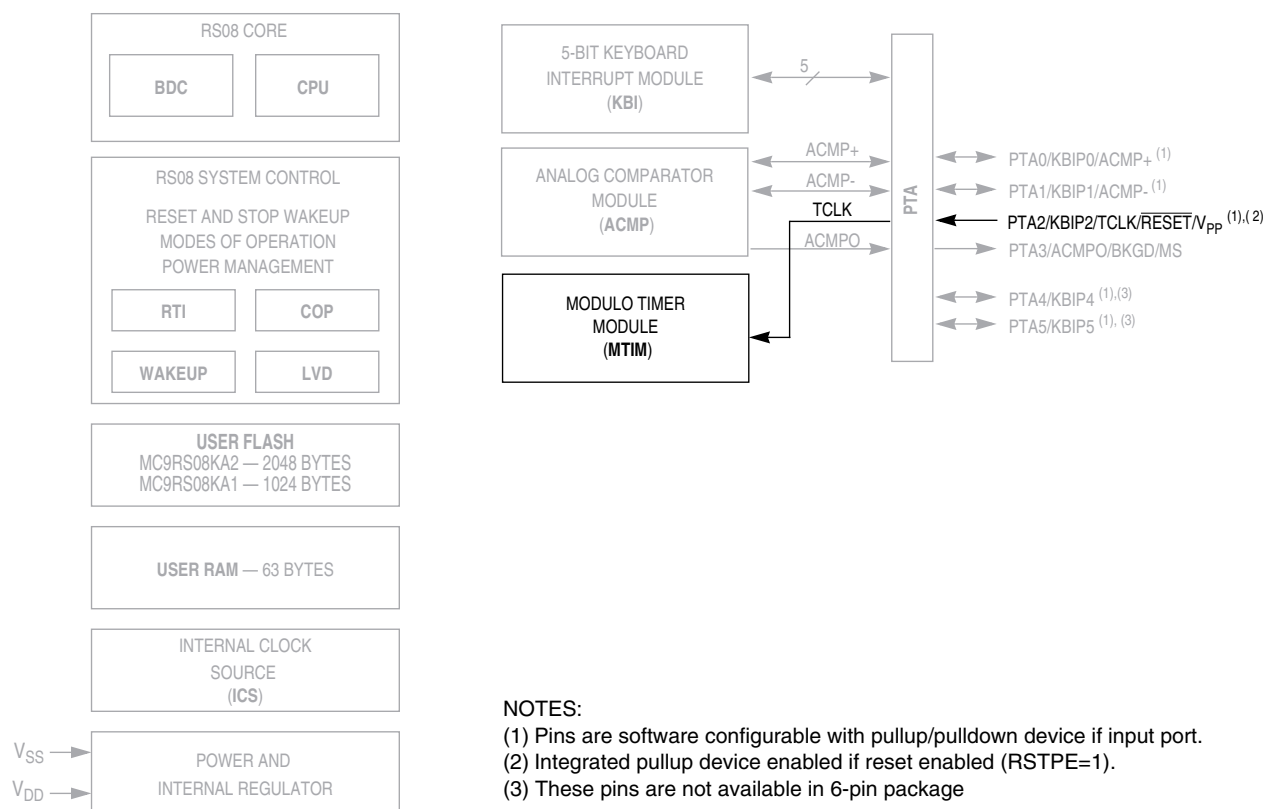 RS08 CORE
BDC
CPU
RS08 SYSTEM CONTROL
RESET AND STOP WAKEUP
MODES OF OPERATION
POWER MANAGEMENT
RTI
COP
WAKEUP
LVD
USER FLASH
MC9RS08KA2 — 2048 BYTES
MC9RS08KA1 — 1024 BYTES
USER RAM — 63 BYTES
INTERNAL CLOCK
SOURCE
(ICS)
VSS
VDD
POWER AND
INTERNAL REGULATOR
5-BIT KEYBOARD
INTERRUPT MODULE
(KBI)
5
ANALOG COMPARATOR
MODULE
(ACMP)
ACMP+
ACMP-
TCLK
ACMPO
MODULO TIMER
MODULE
(MTIM)
PTA
PTA0/KBIP0/ACMP+ (1)
PTA1/KBIP1/ACMP- (1)
PTA2/KBIP2/TCLK/RESET/VPP (1),( 2)
PTA3/ACMPO/BKGD/MS
PTA4/KBIP4 (1),(3)
PTA5/KBIP5 (1), (3)
NOTES:
(1) Pins are software configurable with pullup/pulldown device if input port.
(2) Integrated pullup device enabled if reset enabled (RSTPE=1).
(3) These pins are not available in 6-pin package